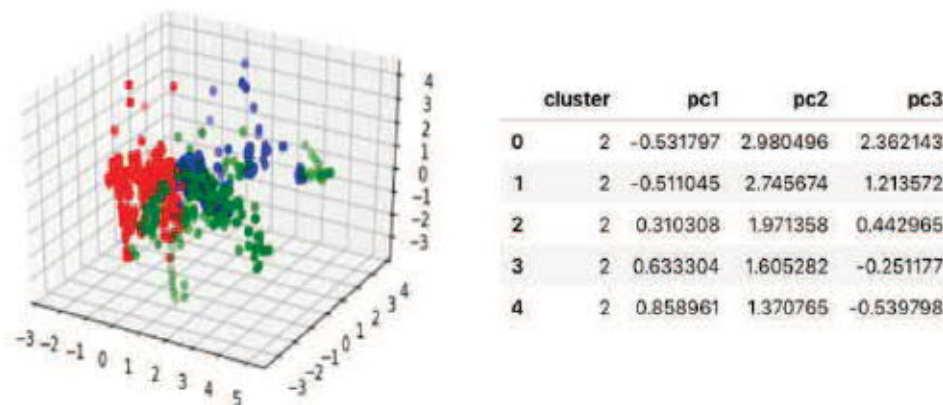 4
3
2
1
0
−1
−2
−3
−3 −2 −1 0 1 2 3 4 5
−3 −2 −1 0 1 2 3 4
cluster pc1 pc2 pc3
0 2 -0.531797 2.980496 2.362143
1 2 -0.511045 2.745674 1.213572
2 2 0.310308 1.971358 0.442965
3 2 0.633304 1.605282 -0.251177
4 2 0.858961 1.370765 -0.539798